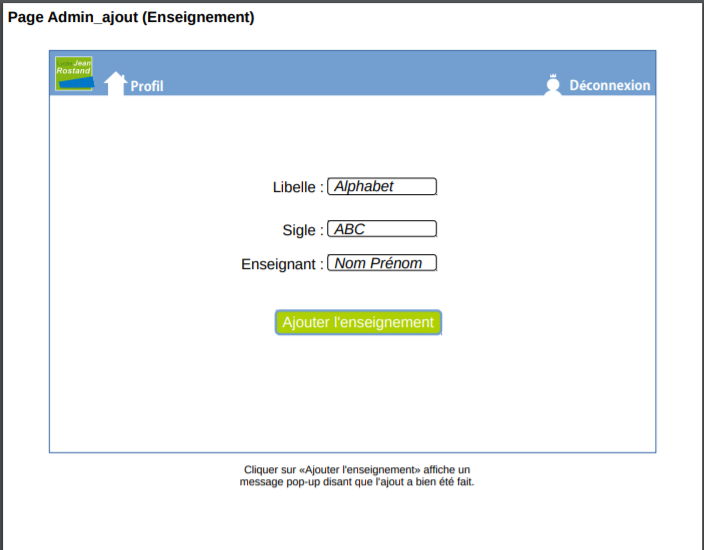 Page Admin_ajout (Enseignement)
Jean
Rostand
Profil
Déconnexion
Libelle : Alphabet
Sigle : ABC
Enseignant : Nom Prénom
Ajouter l'enseignement
Cliquer sur «Ajouter l'enseignement» affiche un
message pop-up disant que l'ajout a bien été fait.